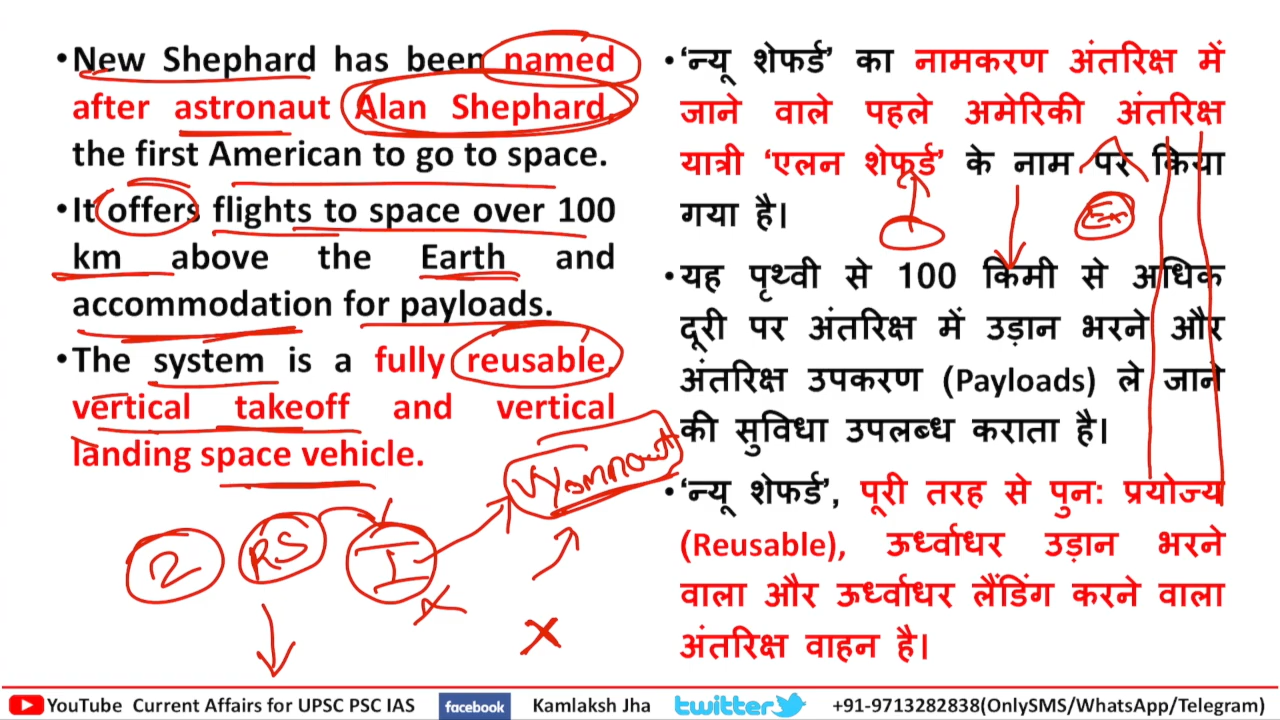 •New Shephard has been named
after astronaut Alan Shephard,
the first American to go to space.
•It offers flights to space over 100
km above the Earth and
accommodation for payloads.
•The system is a fully reusable,
vertical takeoff and vertical
landing space vehicle.
2 RS I
•‘न्यू शेफर्ड’ का नामकरण अंतरिक्ष में
जाने वाले पहले अमेरिकी अंतरिक्ष
यात्री ‘एलन शेफर्ड’ के नाम पर किया
गया है।
•यह पृथ्वी से 100 किमी से अधिक
दूरी पर अंतरिक्ष में उड़ान भरने और
अंतरिक्ष उपकरण (Payloads) ले जाने
की सुविधा उपलब्ध कराता है।
•‘न्यू शेफर्ड’, पूरी तरह से पुन: प्रयोज्य
(Reusable), ऊर्ध्वाधर उड़ान भरने
वाला और ऊर्ध्वाधर लैंडिंग करने वाला
अंतरिक्ष वाहन है।
YouTube Current Affairs for UPSC PSC IAS facebook Kamlaksh Jha twitter +91-9713282838(OnlySMS/WhatsApp/Telegram)